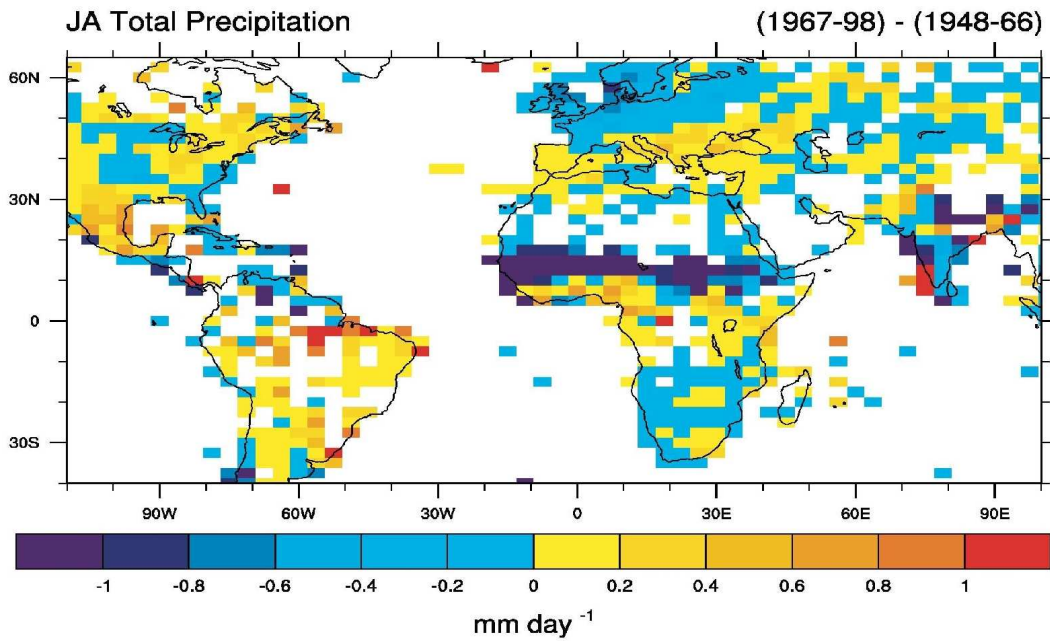 JA Total Precipitation (1967-98) - (1948-66)
60N
30N
0
30S
90W 60W 30W 0 30E 60E 90E
-1 -0.8 -0.6 -0.4 -0.2 0 0.2 0.4 0.6 0.8 1
mm day -1